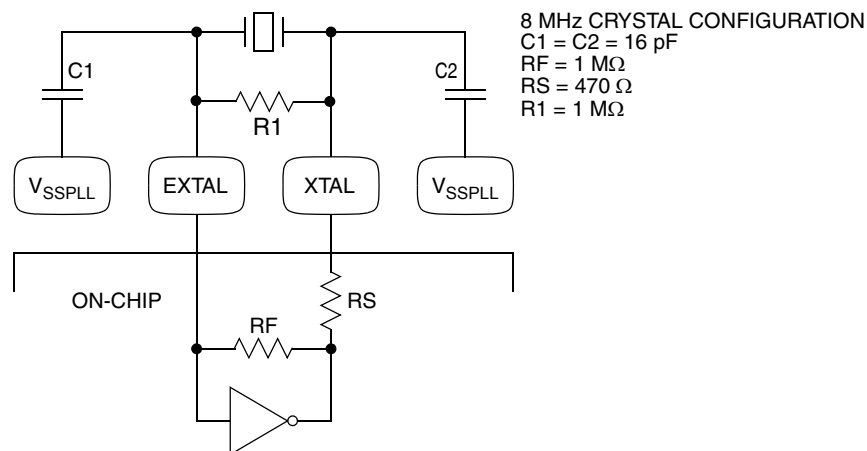 8 MHz CRYSTAL CONFIGURATION
C1 = C2 = 16 pF
RF = 1 MΩ
RS = 470 Ω
R1 = 1 MΩ
C1
C2
R1
VSSPLL
EXTAL
XTAL
VSSPLL
ON-CHIP
RS
RF